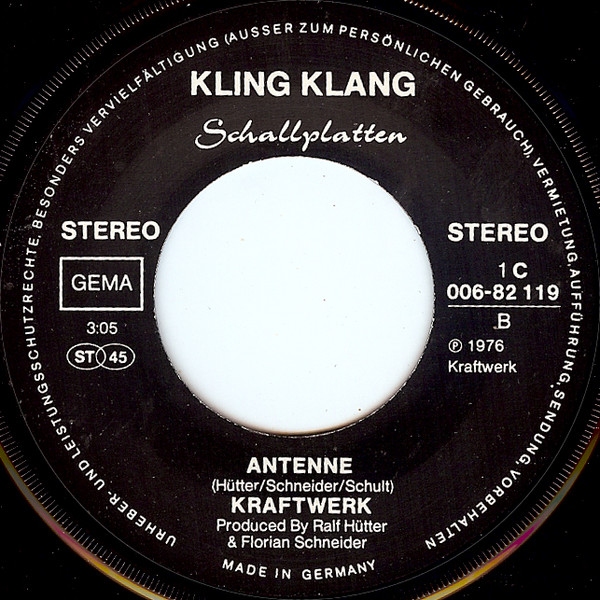 URHEBER- UND LEISTUNGSSCHUTZRECHTE, BESONDERS VERVIELFÄLTIGUNG (AUSSER ZUM PERSÖNLICHEN GEBRAUCH), VERMIETUNG, AUFFÜHRUNG, SENDUNG VORBEHALTEN
KLING KLANG
Schallplatten
STEREO
GEMA
3:05
ST 45
STEREO
1 C
006-82 119
B
℗ 1976
Kraftwerk
ANTENNE
(Hütter/Schneider/Schult)
KRAFTWERK
Produced By Ralf Hütter
& Florian Schneider
MADE IN GERMANY